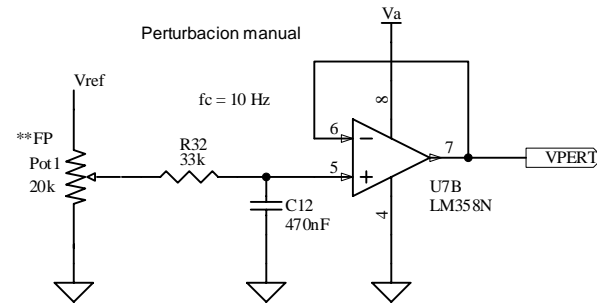 Perturbacion manual
Va
Vref
fc = 10 Hz
8
6
7
VPERT
**FP
Pot1
20k
R32
33k
5
U7B
LM358N
C12
470nF
4